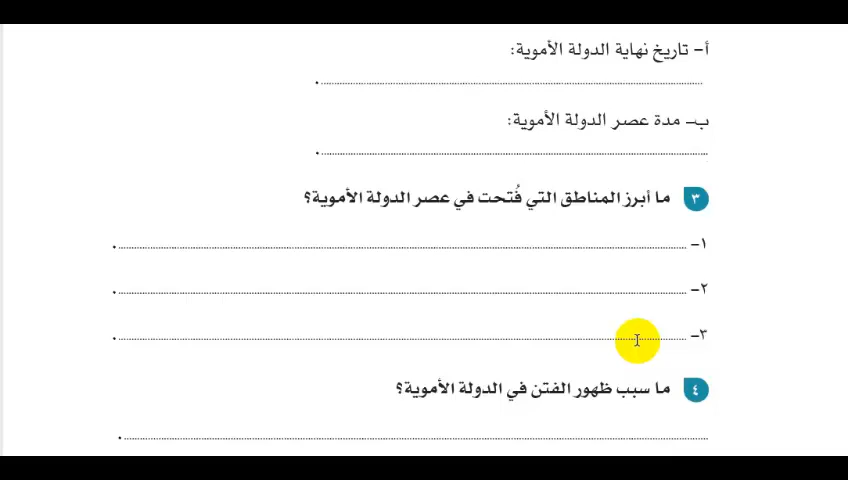 أ- تاريخ نهاية الدولة الأموية:
.......................................................... .
ب- مدة عصر الدولة الأموية:
.......................................................... .
٣ ما أبرز المناطق التي فُتحت في عصر الدولة الأموية؟
١- .......................................................... .
٢- .......................................................... .
٣- .......................................................... .
٤ ما سبب ظهور الفتن في الدولة الأموية؟
.......................................................... .